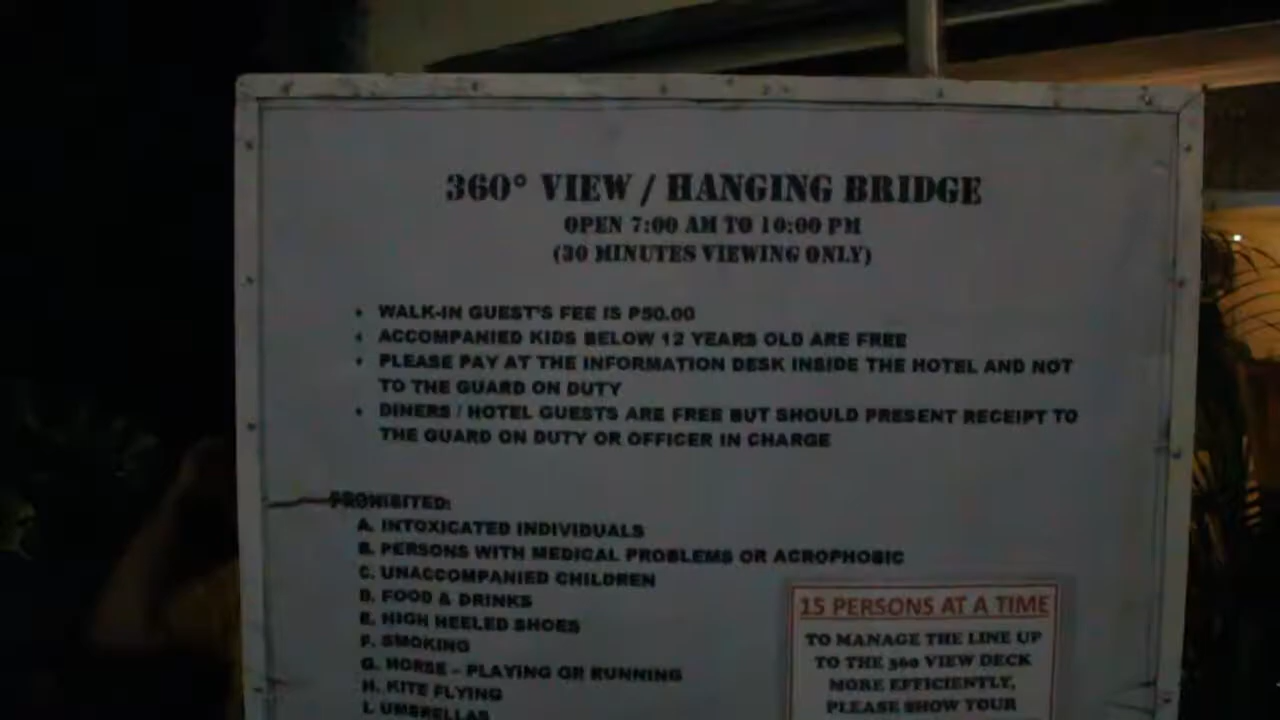 360° VIEW / HANGING BRIDGE
OPEN 7:00 AM TO 10:00 PM
(30 MINUTES VIEWING ONLY)
• WALK-IN GUEST'S FEE IS P50.00
• ACCOMPANIED KIDS BELOW 12 YEARS OLD ARE FREE
• PLEASE PAY AT THE INFORMATION DESK INSIDE THE HOTEL AND NOT
TO THE GUARD ON DUTY
• DINERS / HOTEL GUESTS ARE FREE BUT SHOULD PRESENT RECEIPT TO
THE GUARD ON DUTY OR OFFICER IN CHARGE
PROHIBITED:
A. INTOXICATED INDIVIDUALS
B. PERSONS WITH MEDICAL PROBLEMS OR ACROPHOBIC
C. UNACCOMPANIED CHILDREN
D. FOOD & DRINKS
E. HIGH HEELED SHOES
F. SMOKING
G. HORSE - PLAYING OR RUNNING
H. KITE FLYING
I. UMBRELLAS
15 PERSONS AT A TIME
TO MANAGE THE LINE UP
TO THE 360 VIEW DECK
MORE EFFICIENTLY,
PLEASE SHOW YOUR